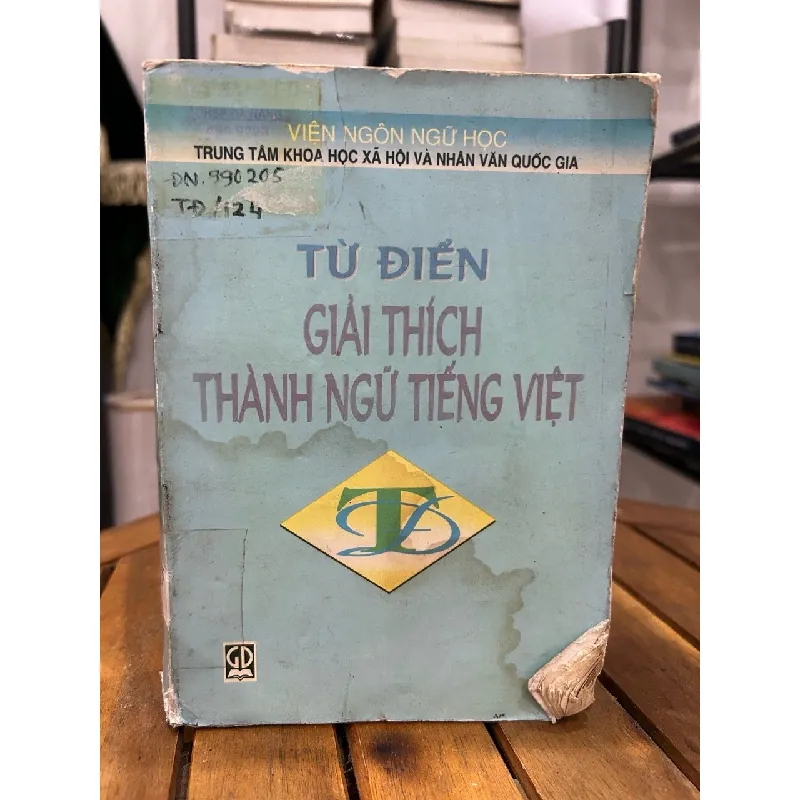 VIỆN NGÔN NGỮ HỌC
TRUNG TÂM KHOA HỌC XÃ HỘI VÀ NHÂN VĂN QUỐC GIA
ĐN.990205
TĐ/124
TỪ ĐIỂN
GIẢI THÍCH
THÀNH NGỮ TIẾNG VIỆT
TĐ
GD